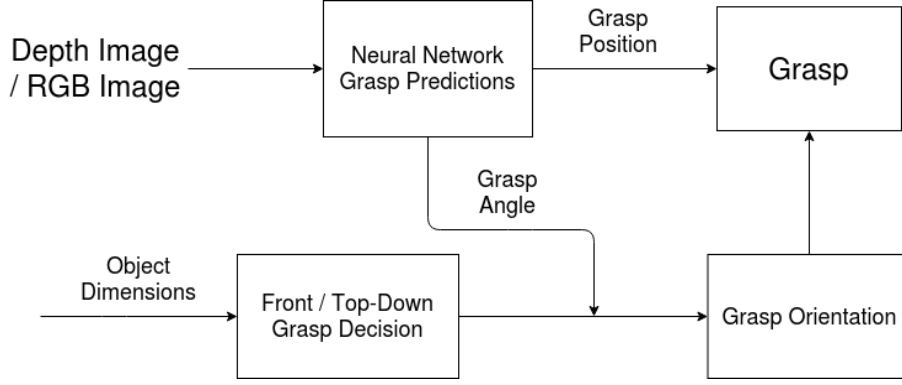 Depth Image
/ RGB Image
Neural Network
Grasp Predictions
Grasp
Position
Grasp
Grasp
Angle
Object
Dimensions
Front / Top-Down
Grasp Decision
Grasp Orientation